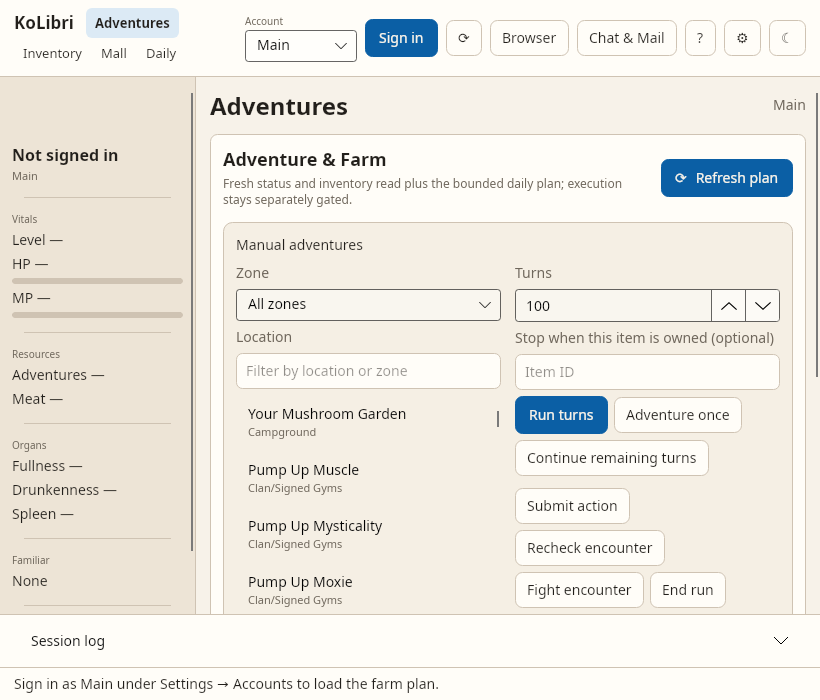 KoLibri
Adventures
Inventory
Mall
Daily
Account
Main
Sign in
Browser
Chat & Mail
?
Not signed in
Main
Vitals
Level —
HP —
MP —
Resources
Adventures —
Meat —
Organs
Fullness —
Drunkenness —
Spleen —
Familiar
None
Adventures
Main
Adventure & Farm
Fresh status and inventory read plus the bounded daily plan; execution
stays separately gated.
⟳ Refresh plan
Manual adventures
Zone
All zones
Turns
100
Location
Filter by location or zone
Stop when this item is owned (optional)
Item ID
Your Mushroom Garden
Campground
Pump Up Muscle
Clan/Signed Gyms
Pump Up Mysticality
Clan/Signed Gyms
Pump Up Moxie
Clan/Signed Gyms
Run turns
Adventure once
Continue remaining turns
Submit action
Recheck encounter
Fight encounter
End run
Session log
Sign in as Main under Settings → Accounts to load the farm plan.